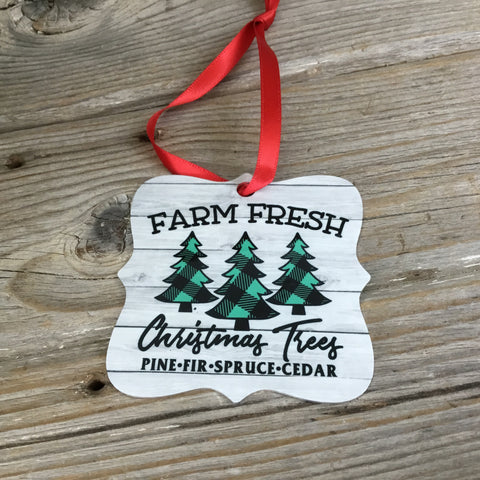 FARM FRESH
Christmas Trees
PINE•FIR•SPRUCE•CEDAR